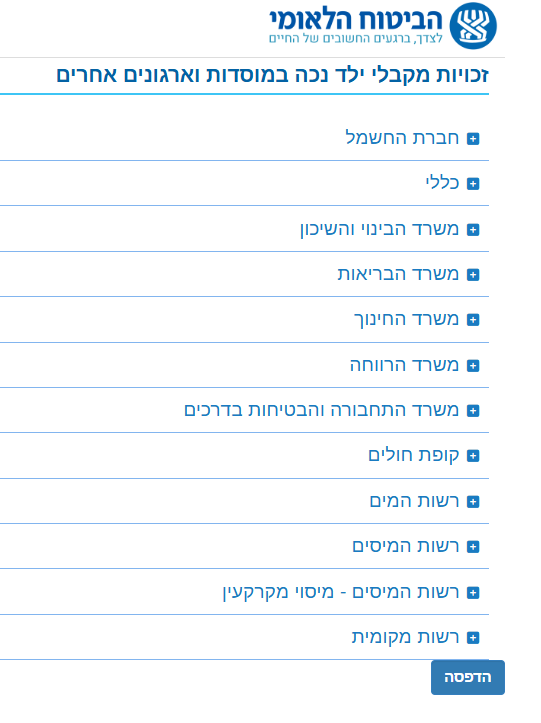 הביטוח הלאומי
לצדך, ברגעים החשובים של החיים
זכויות מקבלי ילד נכה במוסדות וארגונים אחרים
חברת החשמל
כללי
משרד הבינוי והשיכון
משרד הבריאות
משרד החינוך
משרד הרווחה
משרד התחבורה והבטיחות בדרכים
קופת חולים
רשות המים
רשות המיסים
רשות המיסים - מיסוי מקרקעין
רשות מקומית
הדפסה